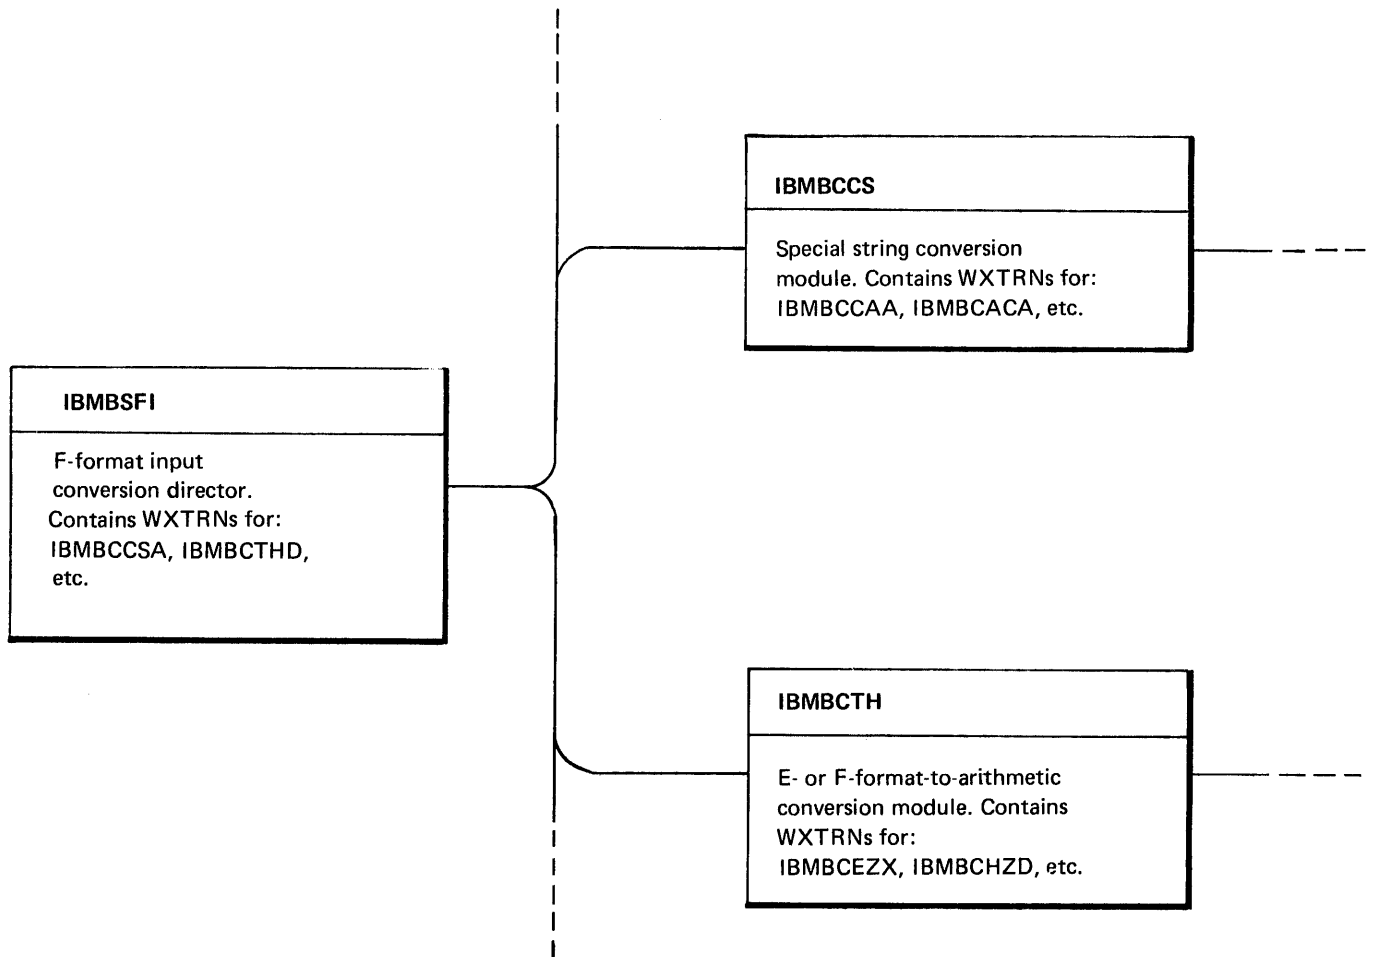 IBMBCCS
Special string conversion
module. Contains WXTRNs for:
IBMBCCAA, IBMBCACA, etc.
IBMBSFI
F-format input
conversion director.
Contains WXTRNs for:
IBMBCCSA, IBMBCTHD,
etc.
IBMBCTH
E- or F-format-to-arithmetic
conversion module. Contains
WXTRNs for:
IBMBCEZX, IBMBCHZD, etc.